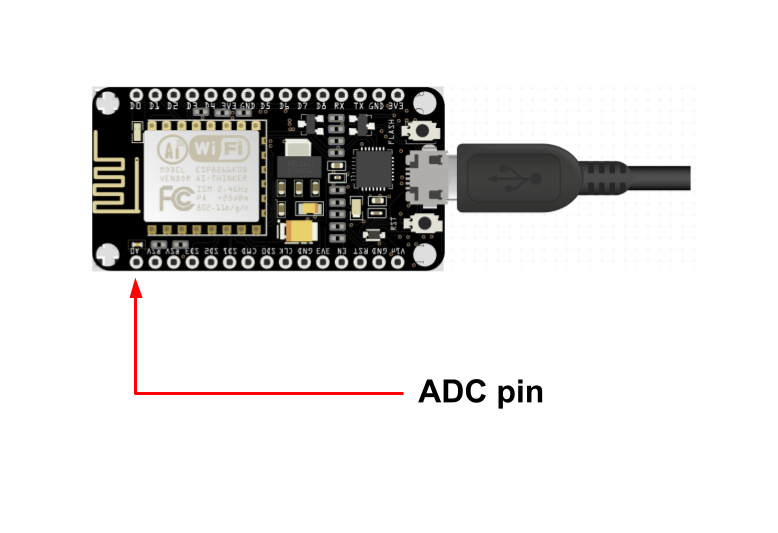 D0 D1 D2 D3 D4 3V3 GND D5 D6 D7 D8 RX TX GND 3V3
FLASH
Ai WiFi
MODEL ESP8266MOD
VENDOR AI-THINKER
FC ISM 2.4GHz
PA +25dBm
802.11b/g/n
RST
A0 RSV RSV SD3 SD2 SD1 CMD SD0 CLK GND 3V3 EN RST GND Vin
ADC pin